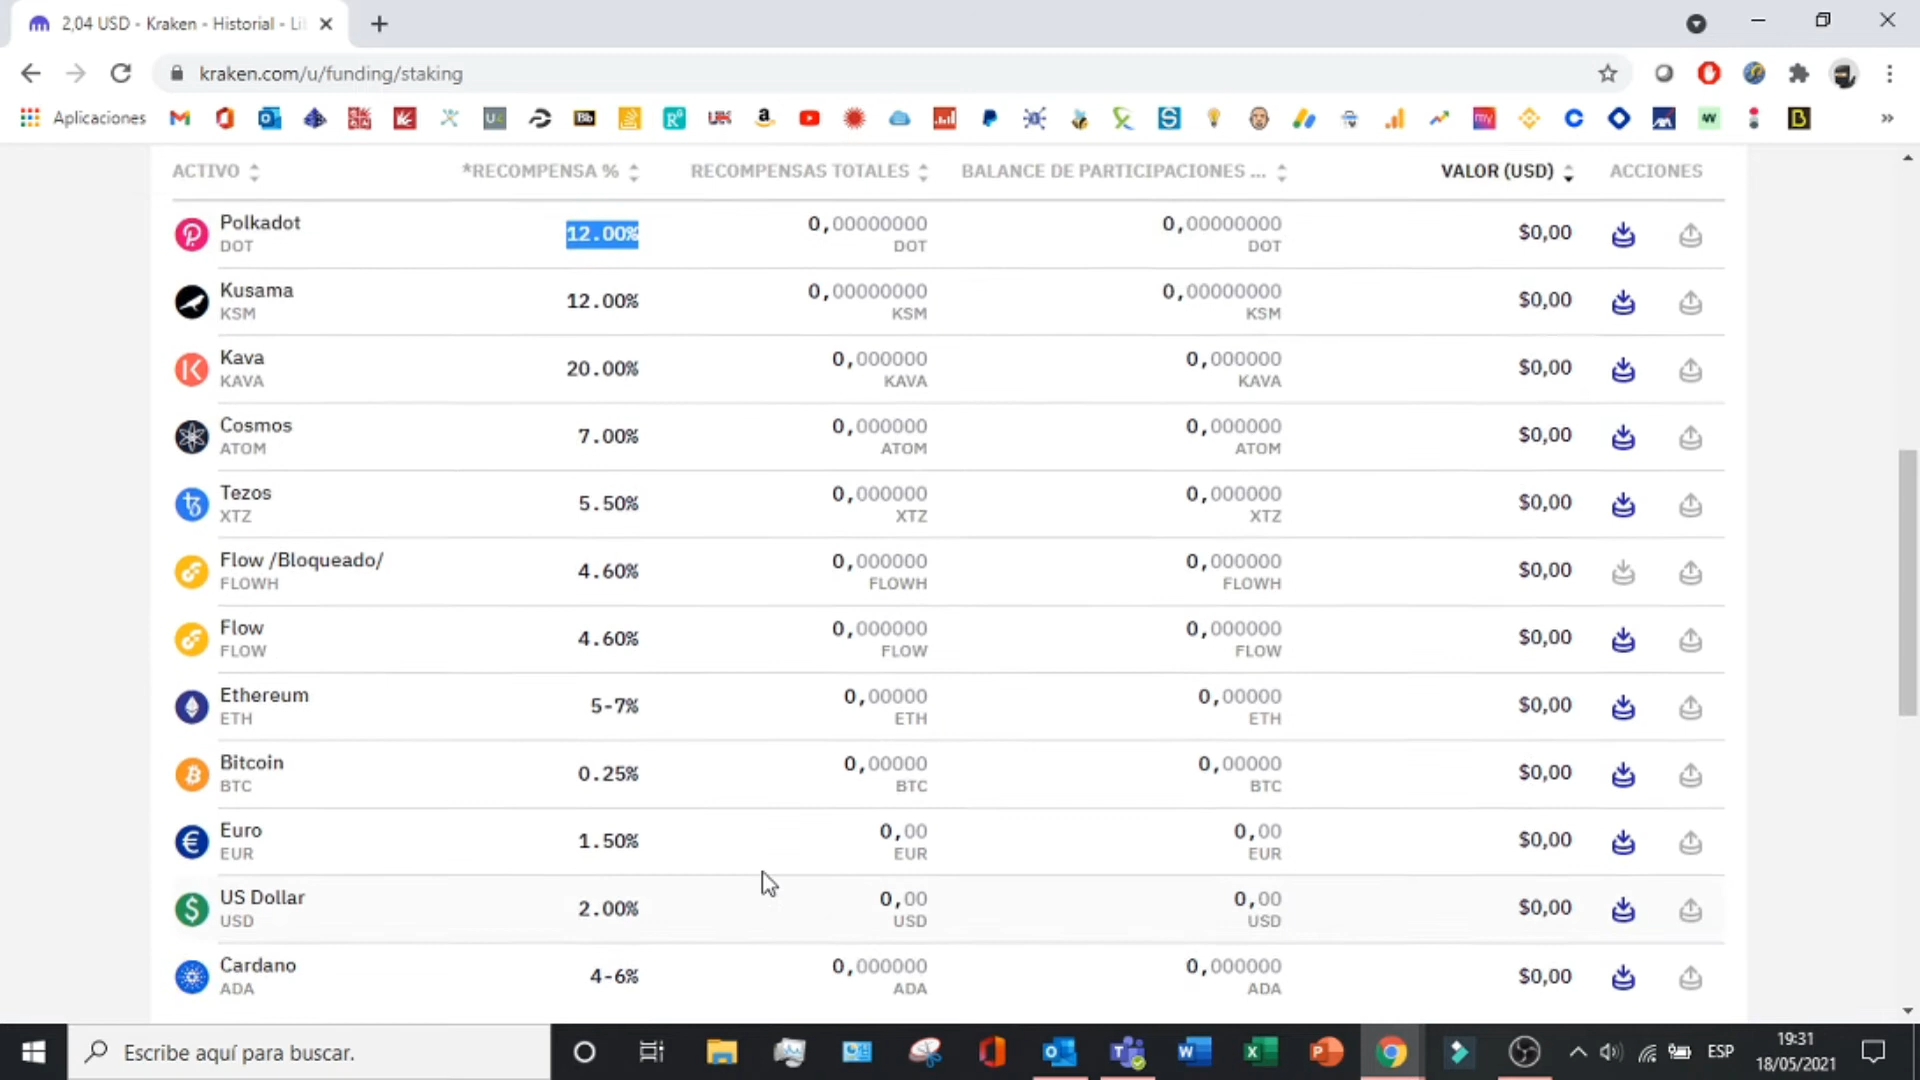 2,04 USD - Kraken - Historial - Li
kraken.com/u/funding/staking
Aplicaciones
ACTIVO *RECOMPENSA % RECOMPENSAS TOTALES BALANCE DE PARTICIPACIONES ... VALOR (USD) ACCIONES
Polkadot 12.00% 0,00000000 0,00000000 $0,00
DOT DOT DOT
Kusama 12.00% 0,00000000 0,00000000 $0,00
KSM KSM KSM
Kava 20.00% 0,000000 0,000000 $0,00
KAVA KAVA KAVA
Cosmos 7.00% 0,000000 0,000000 $0,00
ATOM ATOM ATOM
Tezos 5.50% 0,000000 0,000000 $0,00
XTZ XTZ XTZ
Flow /Bloqueado/ 4.60% 0,000000 0,000000 $0,00
FLOWH FLOWH FLOWH
Flow 4.60% 0,000000 0,000000 $0,00
FLOW FLOW FLOW
Ethereum 5-7% 0,00000 0,00000 $0,00
ETH ETH ETH
Bitcoin 0.25% 0,00000 0,00000 $0,00
BTC BTC BTC
Euro 1.50% 0,00 0,00 $0,00
EUR EUR EUR
US Dollar 2.00% 0,00 0,00 $0,00
USD USD USD
Cardano 4-6% 0,000000 0,000000 $0,00
ADA ADA ADA
Escribe aquí para buscar.
ESP
19:31
18/05/2021